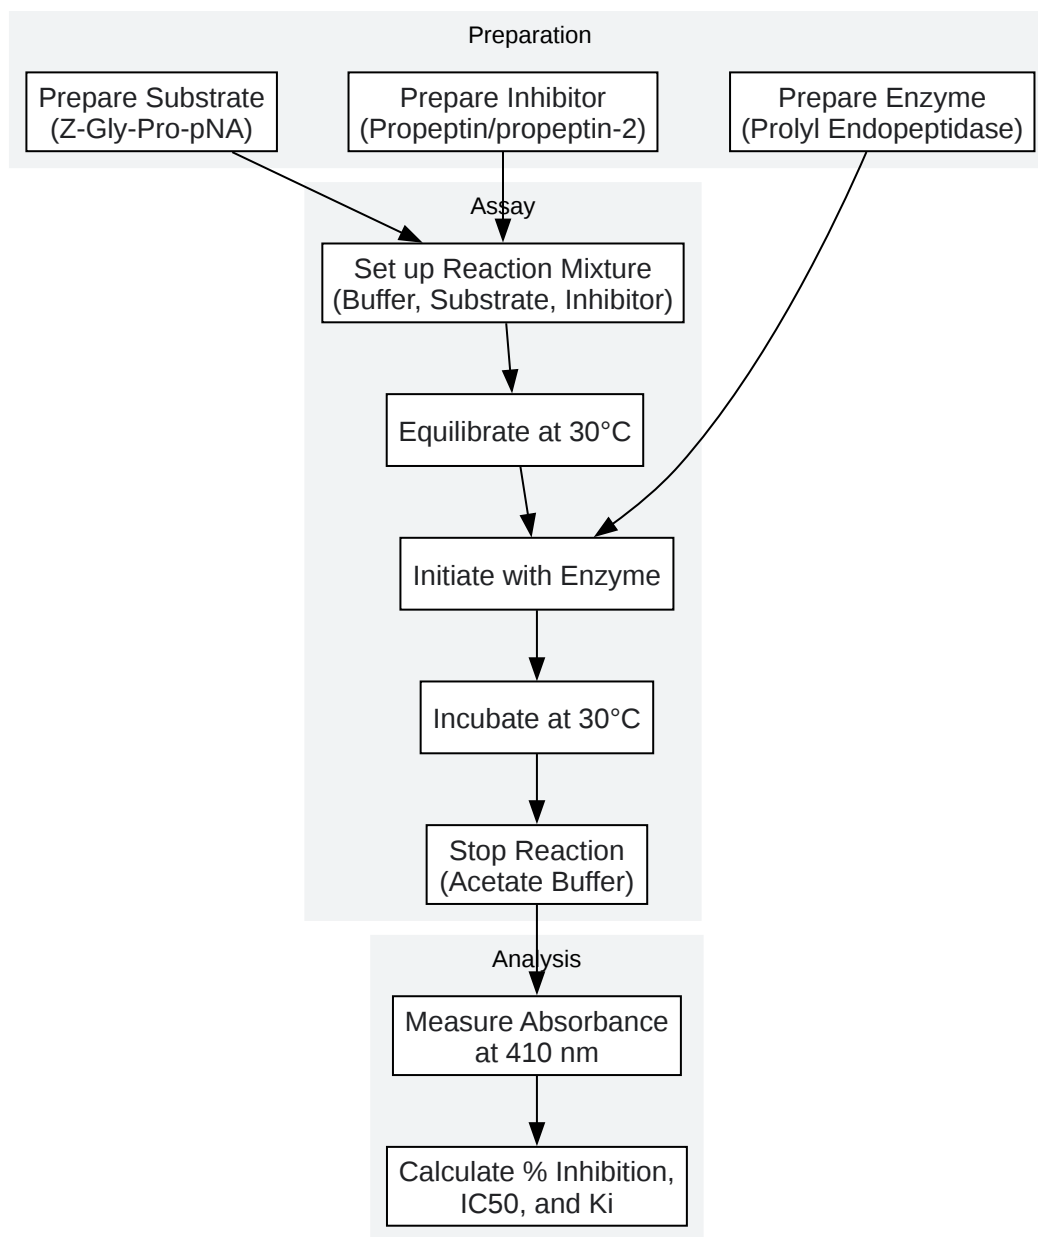 Preparation
Prepare Substrate
(Z-Gly-Pro-pNA)
Prepare Inhibitor
(Propeptin/propeptin-2)
Prepare Enzyme
(Prolyl Endopeptidase)
Assay
Set up Reaction Mixture
(Buffer, Substrate, Inhibitor)
Equilibrate at 30°C
Initiate with Enzyme
Incubate at 30°C
Stop Reaction
(Acetate Buffer)
Analysis
Measure Absorbance
at 410 nm
Calculate % Inhibition,
IC50, and Ki